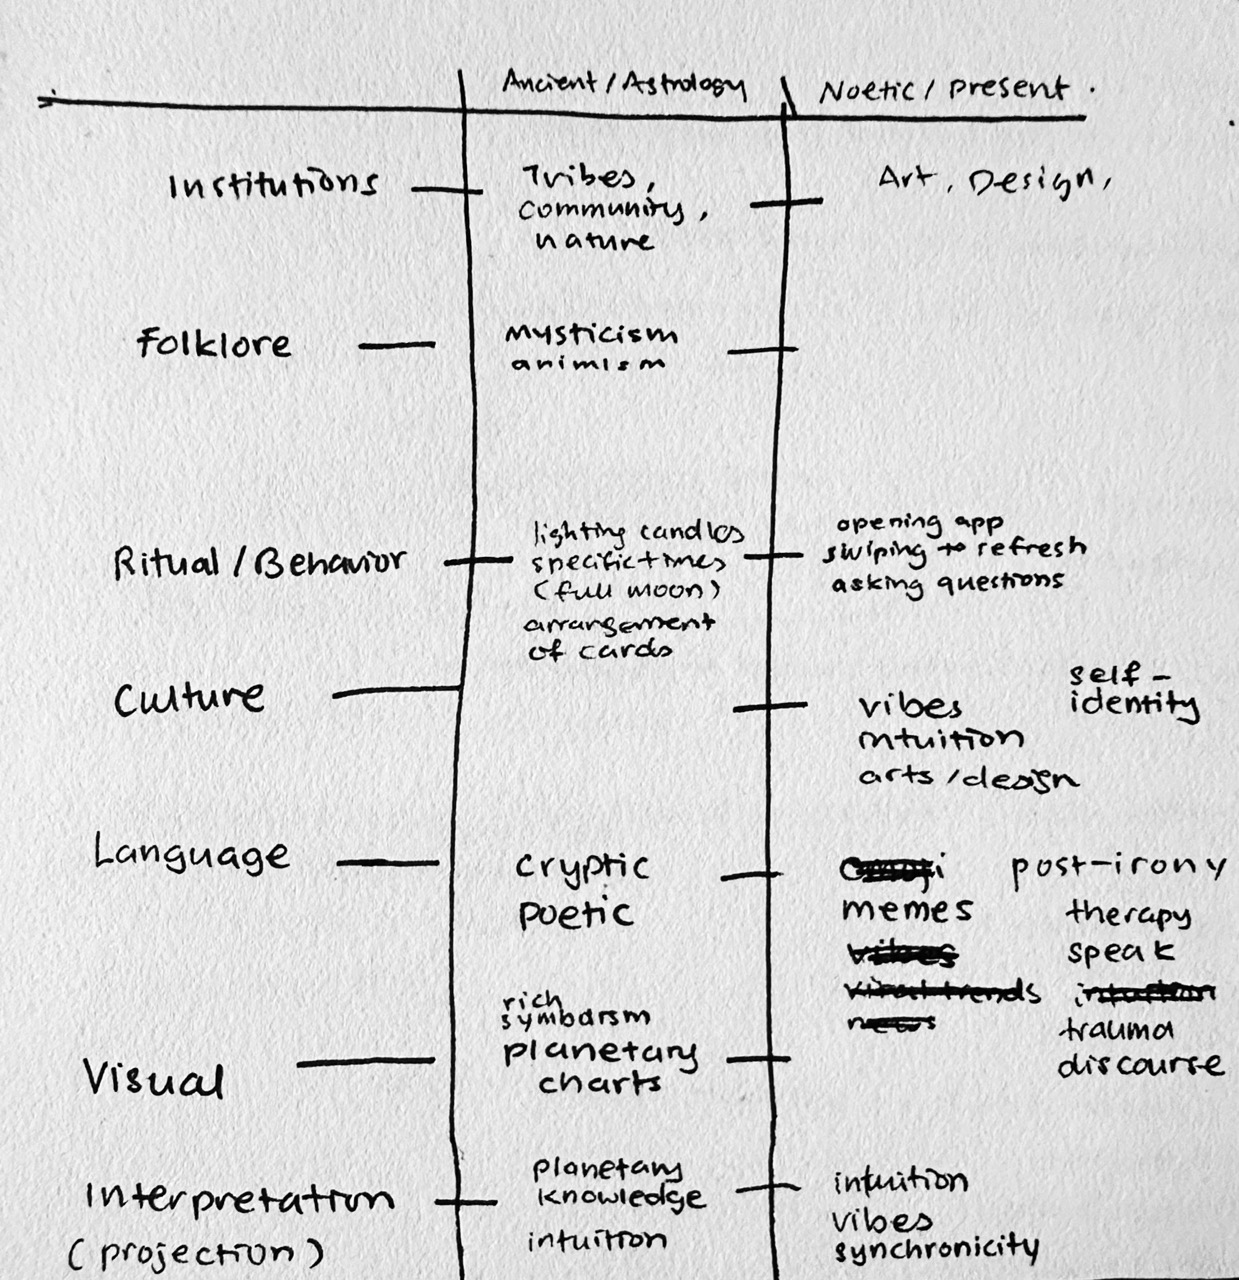 Ancient / Astrology
Noetic / present .
Institutions
Tribes,
community,
nature
Art, Design,
Folklore
mysticism
animism
Ritual / Behavior
lighting candles
specific times
(full moon)
arrangement
of cards
opening app
swiping to refresh
asking questions
Culture
vibes
intuition
arts / design
self-
identity
Language
cryptic
poetic
emoji
memes
vibes
viral trends
news
post-irony
therapy
speak
intuition
trauma
discourse
Visual
rich
symbolism
planetary
charts
Interpretation
(projection)
planetary
knowledge
intuition
intuition
vibes
synchronicity